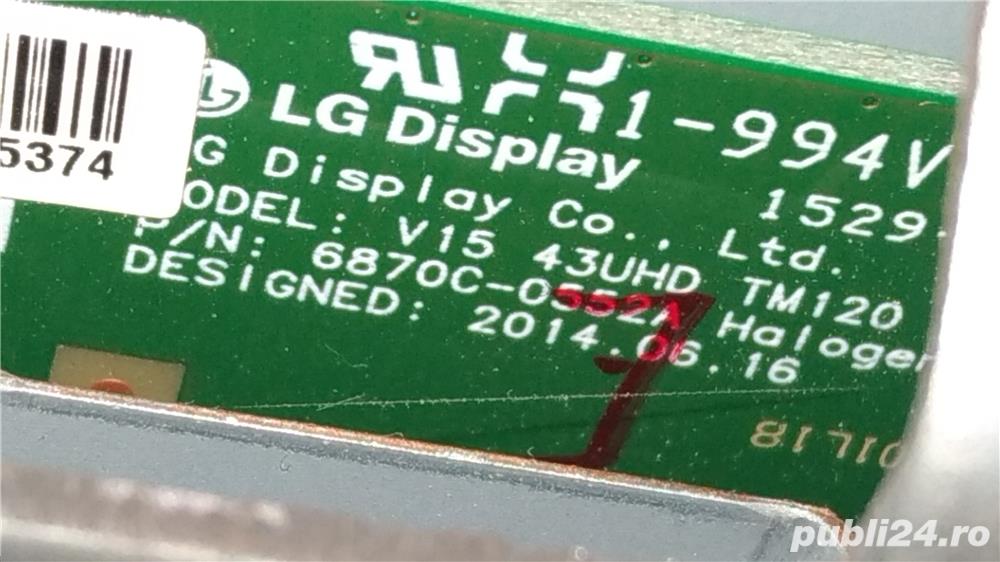 5374
1-994V
LG Display
1529.
G Display Co., Ltd.
ODEL: V15 43UHD TM120
P/N: 6870C-0552A Halogen
DESIGNED: 2014.06.16
publi24.ro